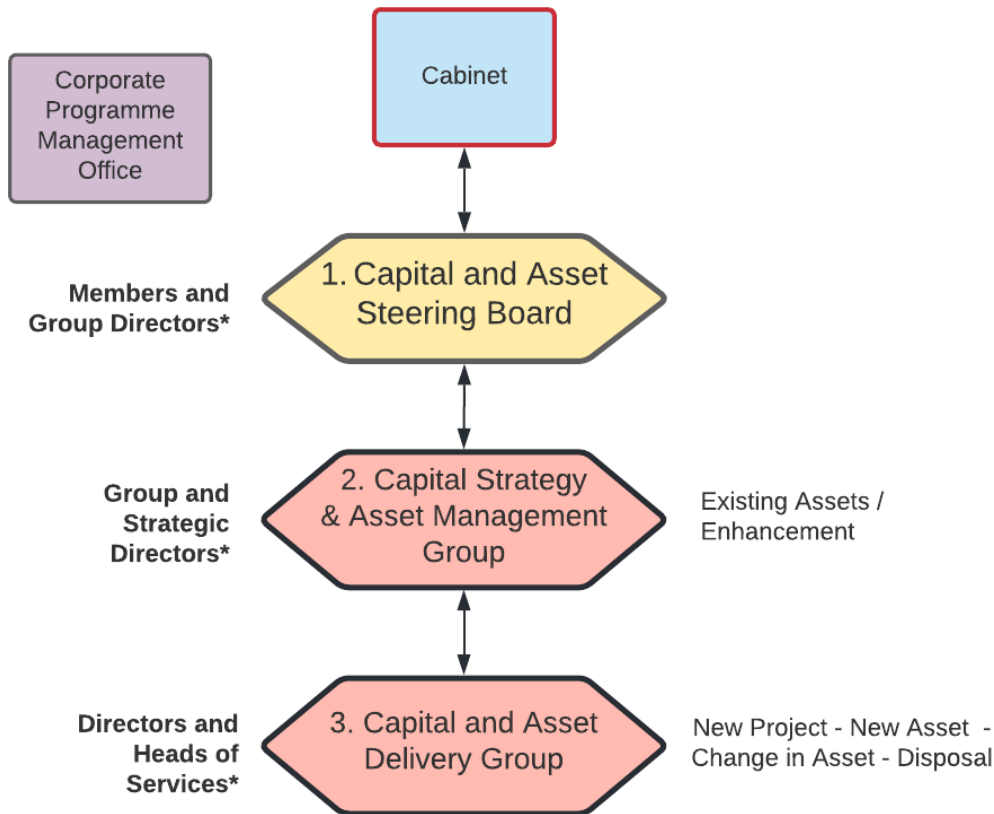 Cabinet
Corporate
Programme
Management
Office
1. Capital and Asset
Steering Board
Members and
Group Directors*
2. Capital Strategy
& Asset Management
Group
Group and
Strategic
Directors*
Existing Assets /
Enhancement
3. Capital and Asset
Delivery Group
Directors and
Heads of
Services*
New Project - New Asset -
Change in Asset - Disposal